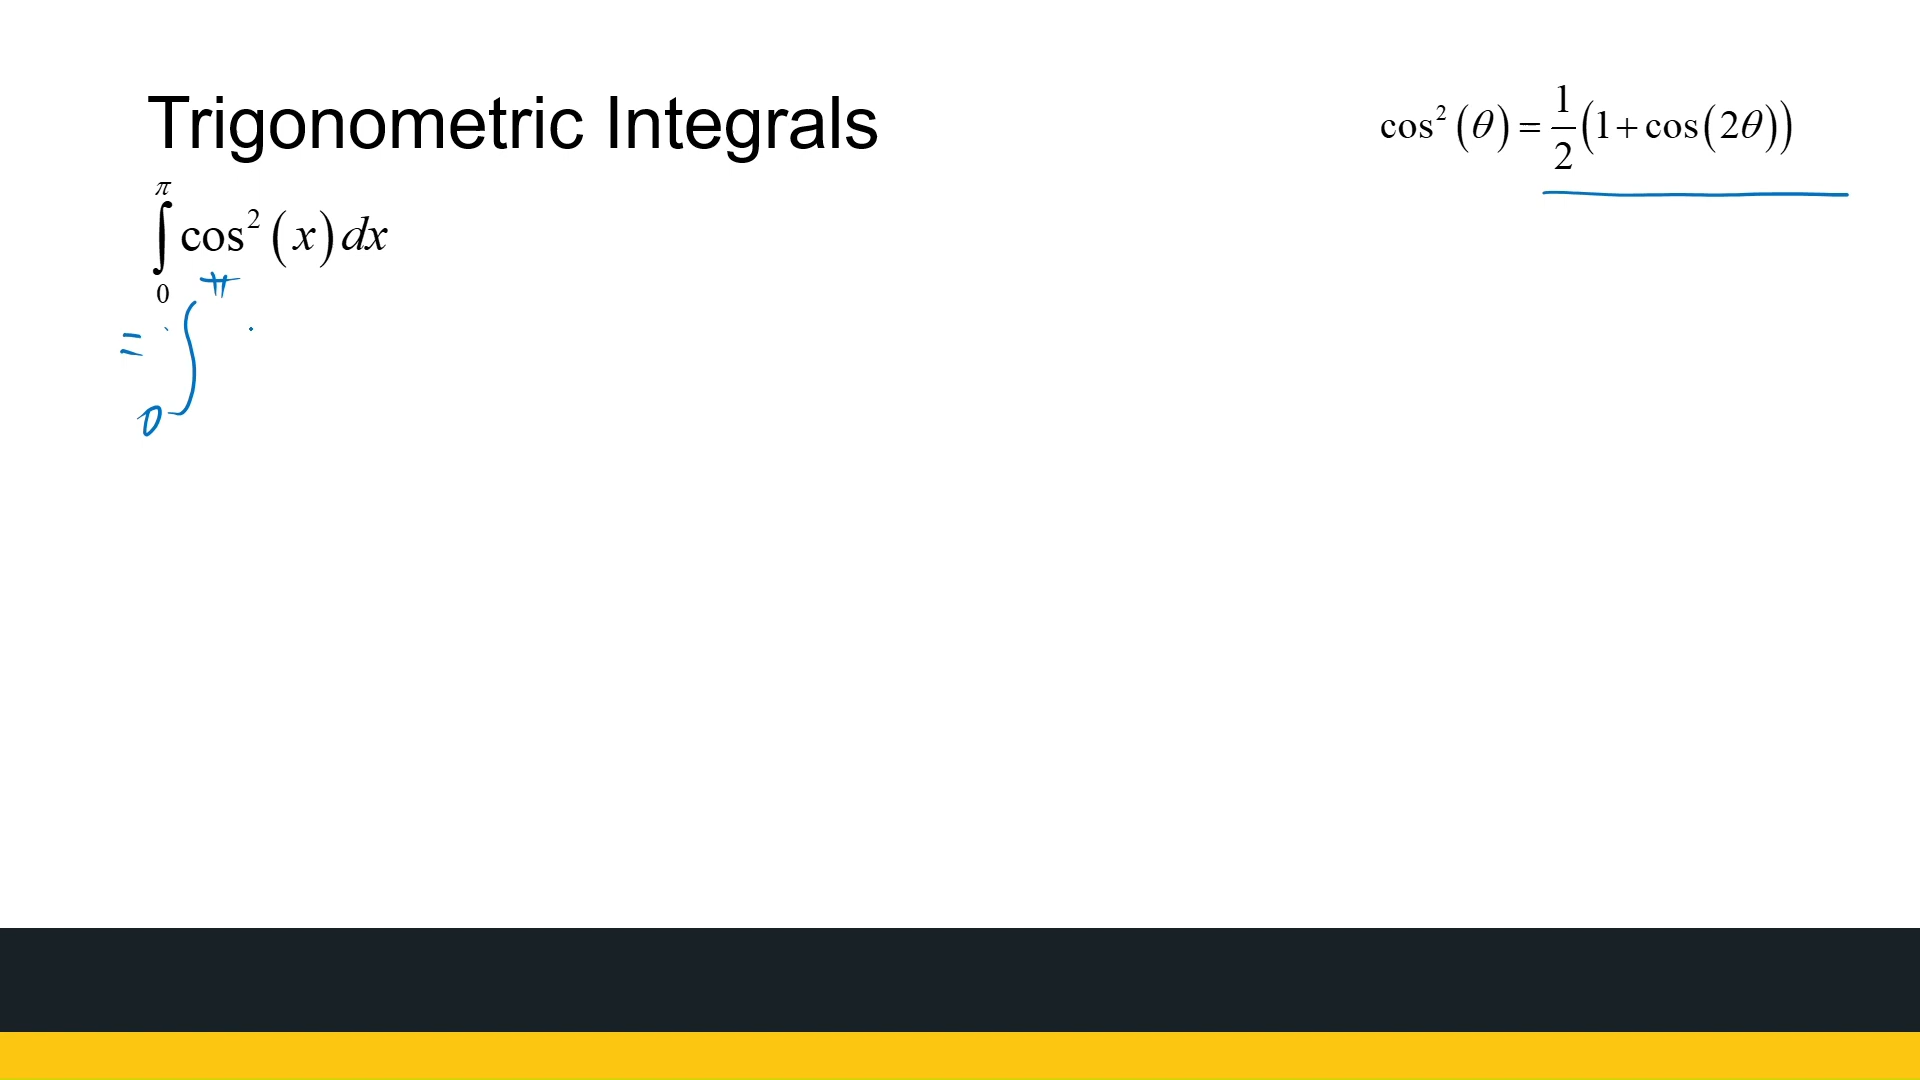 Trigonometric Integrals
cos²(θ) = 1/2 (1 + cos(2θ))
∫₀^π cos²(x) dx
= ∫₀^π